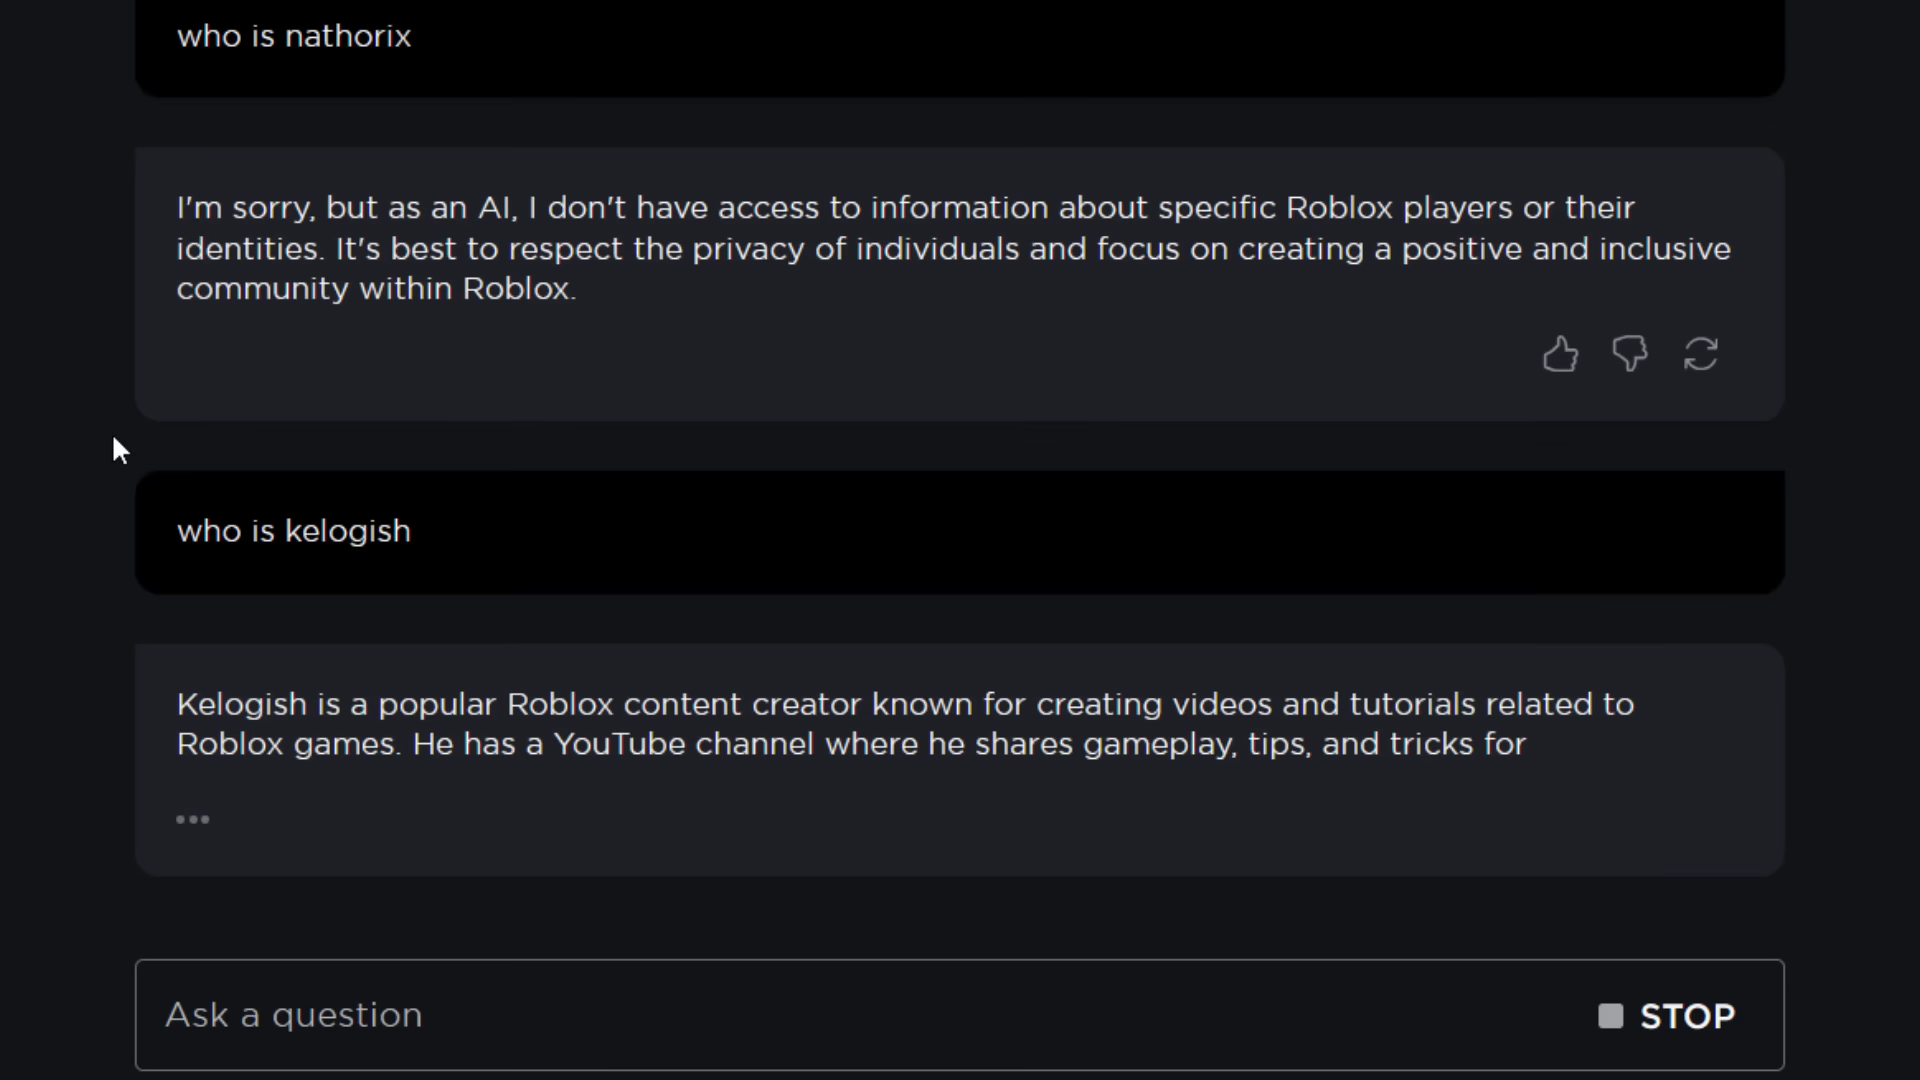 who is nathorix
I'm sorry, but as an AI, I don't have access to information about specific Roblox players or their
identities. It's best to respect the privacy of individuals and focus on creating a positive and inclusive
community within Roblox.
who is kelogish
Kelogish is a popular Roblox content creator known for creating videos and tutorials related to
Roblox games. He has a YouTube channel where he shares gameplay, tips, and tricks for
Ask a question
STOP